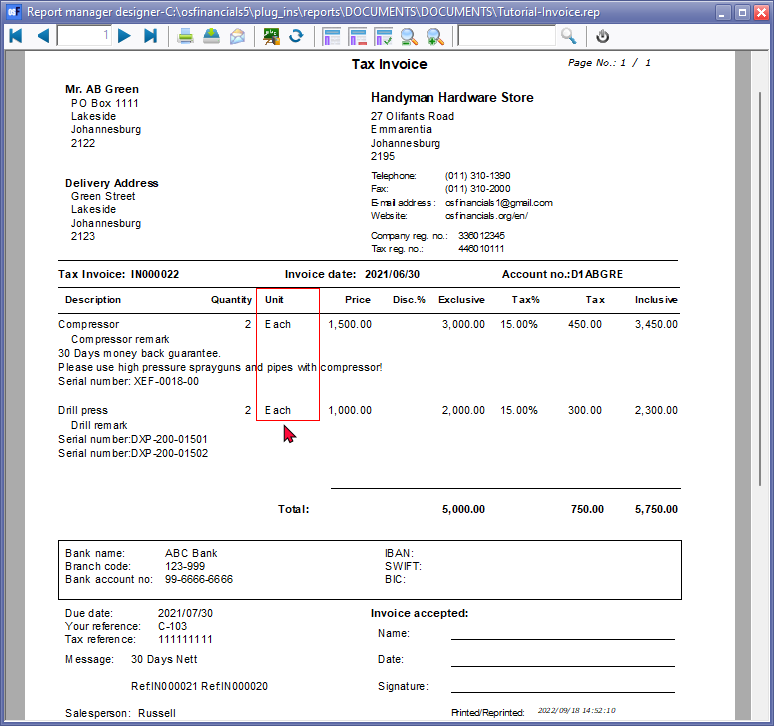 Report manager designer-C:\osfinancials5\plug_ins\reports\DOCUMENTS\DOCUMENTS\Tutorial-Invoice.rep
1
Tax Invoice
Page No.: 1 / 1
Mr. AB Green
PO Box 1111
Lakeside
Johannesburg
2122
Handyman Hardware Store
27 Olifants Road
Emmarentia
Johannesburg
2195
Telephone: (011) 310-1390
Fax: (011) 310-2000
E-mail address: osfinancials1@gmail.com
Website: osfinancials.org/en/
Company reg. no.: 336012345
Tax reg. no.: 446010111
Delivery Address
Green Street
Lakeside
Johannesburg
2123
Tax Invoice: IN000022 Invoice date: 2021/06/30 Account no.:D1ABGRE
Description Quantity Unit Price Disc.% Exclusive Tax% Tax Inclusive
Compressor 2 Each 1,500.00 3,000.00 15.00% 450.00 3,450.00
Compressor remark
30 Days money back guarantee.
Please use high pressure sprayguns and pipes with compressor!
Serial number: XEF-0018-00
Drill press 2 Each 1,000.00 2,000.00 15.00% 300.00 2,300.00
Drill remark
Serial number:DXP-200-01501
Serial number:DXP-200-01502
Total: 5,000.00 750.00 5,750.00
Bank name: ABC Bank IBAN:
Branch code: 123-999 SWIFT:
Bank account no: 99-6666-6666 BIC:
Due date: 2021/07/30
Your reference: C-103
Tax reference: 111111111
Message: 30 Days Nett
Ref:IN000021 Ref:IN000020
Salesperson: Russell
Invoice accepted:
Name:
Date:
Signature:
Printed/Reprinted: 2022/09/18 14:52:10